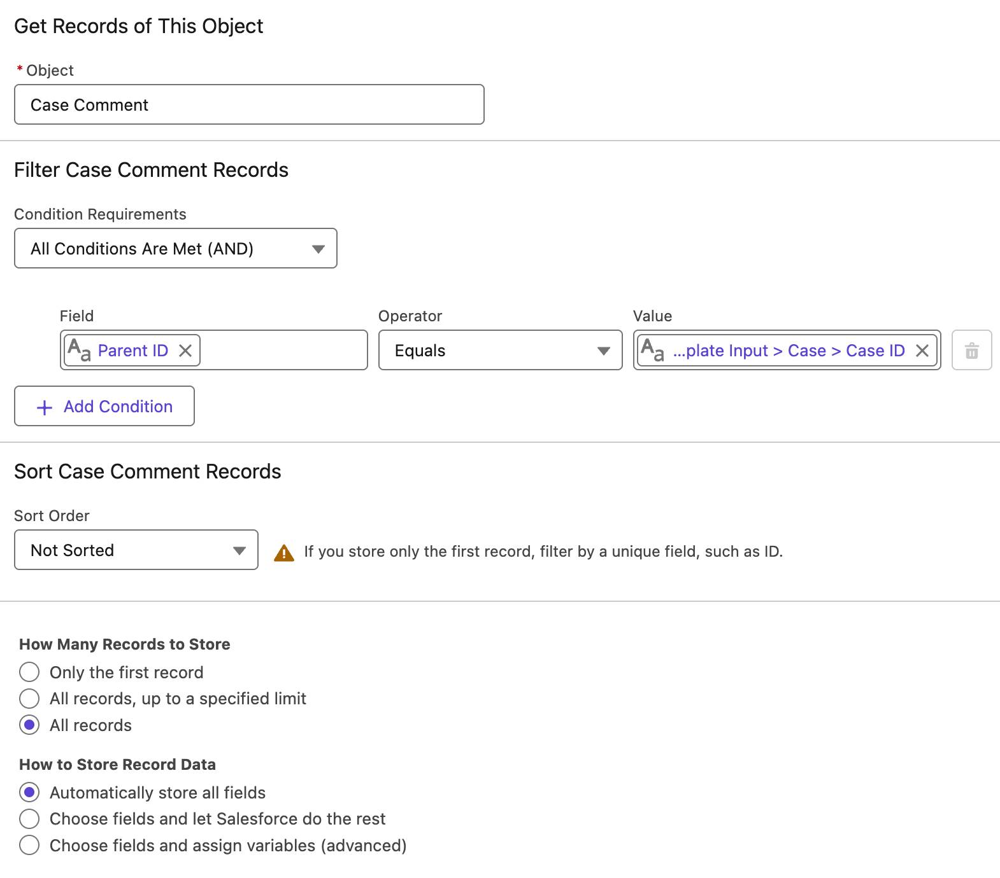 Get Records of This Object
* Object
Case Comment
Filter Case Comment Records
Condition Requirements
All Conditions Are Met (AND)
Field Operator Value
Aa Parent ID Equals Aa ...plate Input > Case > Case ID
+ Add Condition
Sort Case Comment Records
Sort Order
Not Sorted If you store only the first record, filter by a unique field, such as ID.
How Many Records to Store
Only the first record
All records, up to a specified limit
All records
How to Store Record Data
Automatically store all fields
Choose fields and let Salesforce do the rest
Choose fields and assign variables (advanced)